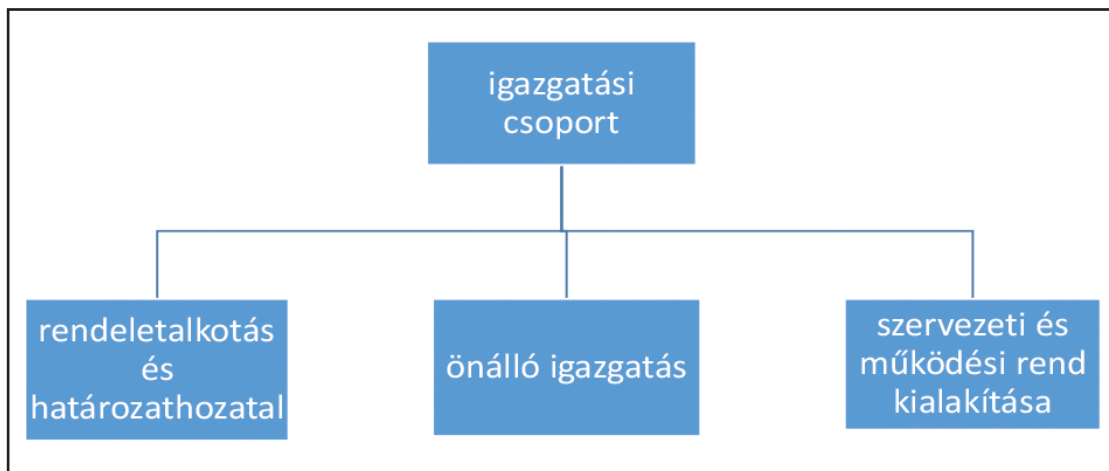 igazgatási
csoport
rendeletalkotás
és
határozathozatal
önálló igazgatás
szervezeti és
működési rend
kialakítása